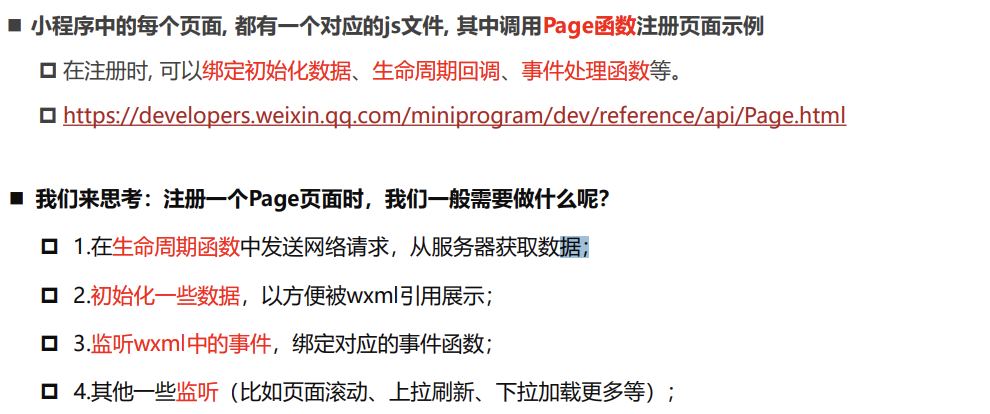 小程序中的每个页面, 都有一个对应的js文件, 其中调用Page函数注册页面示例
在注册时, 可以绑定初始化数据、生命周期回调、事件处理函数等。
https://developers.weixin.qq.com/miniprogram/dev/reference/api/Page.html
我们来思考：注册一个Page页面时，我们一般需要做什么呢？
1.在生命周期函数中发送网络请求，从服务器获取数据；
2.初始化一些数据，以方便被wxml引用展示；
3.监听wxml中的事件，绑定对应的事件函数；
4.其他一些监听（比如页面滚动、上拉刷新、下拉加载更多等）；